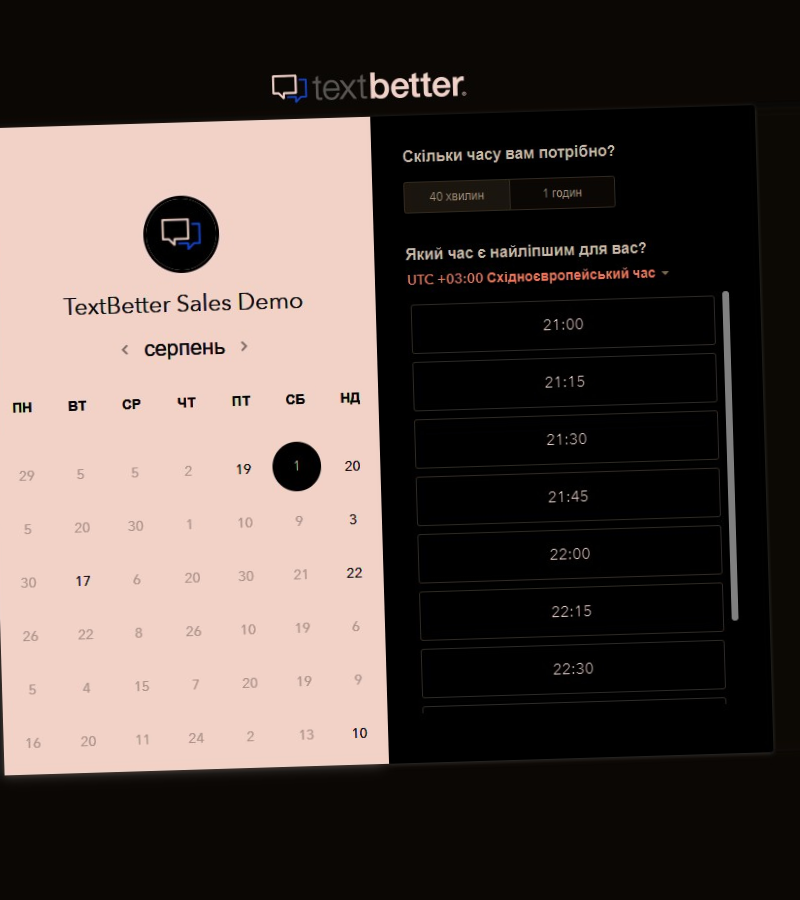 textbetter.
TextBetter Sales Demo
серпень
ПН ВТ СР ЧТ ПТ СБ НД
29 5 5 2 19 1 20
5 20 30 1 10 9 3
30 17 6 20 30 21 22
26 22 8 26 10 19 6
5 4 15 7 20 19 9
16 20 11 24 2 13 10
Скільки часу вам потрібно?
40 хвилин 1 годин
Який час є найліпшим для вас?
UTC +03:00 Східноєвропейський час
21:00
21:15
21:30
21:45
22:00
22:15
22:30